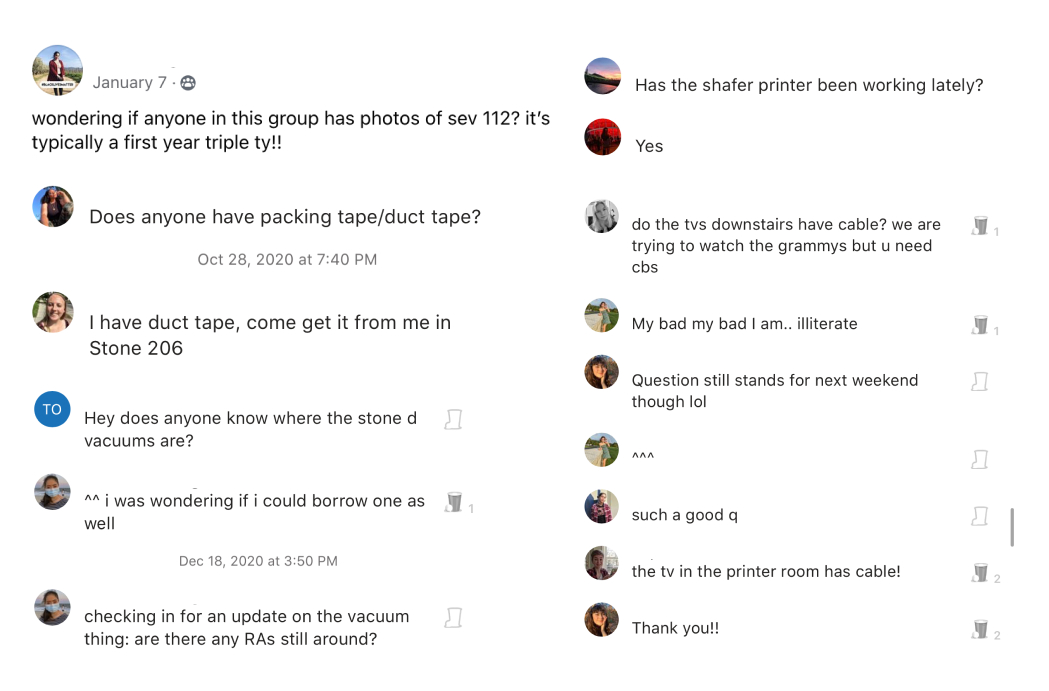 January 7 ·
wondering if anyone in this group has photos of sev 112? it's
typically a first year triple ty!!
Does anyone have packing tape/duct tape?
Oct 28, 2020 at 7:40 PM
I have duct tape, come get it from me in
Stone 206
TO
Hey does anyone know where the stone d
vacuums are?
^^ i was wondering if i could borrow one as
well
1
Dec 18, 2020 at 3:50 PM
checking in for an update on the vacuum
thing: are there any RAs still around?
Has the shafer printer been working lately?
Yes
do the tvs downstairs have cable? we are
trying to watch the grammys but u need
cbs
1
My bad my bad I am.. illiterate
1
Question still stands for next weekend
though lol
^^^
such a good q
the tv in the printer room has cable!
2
Thank you!!
2